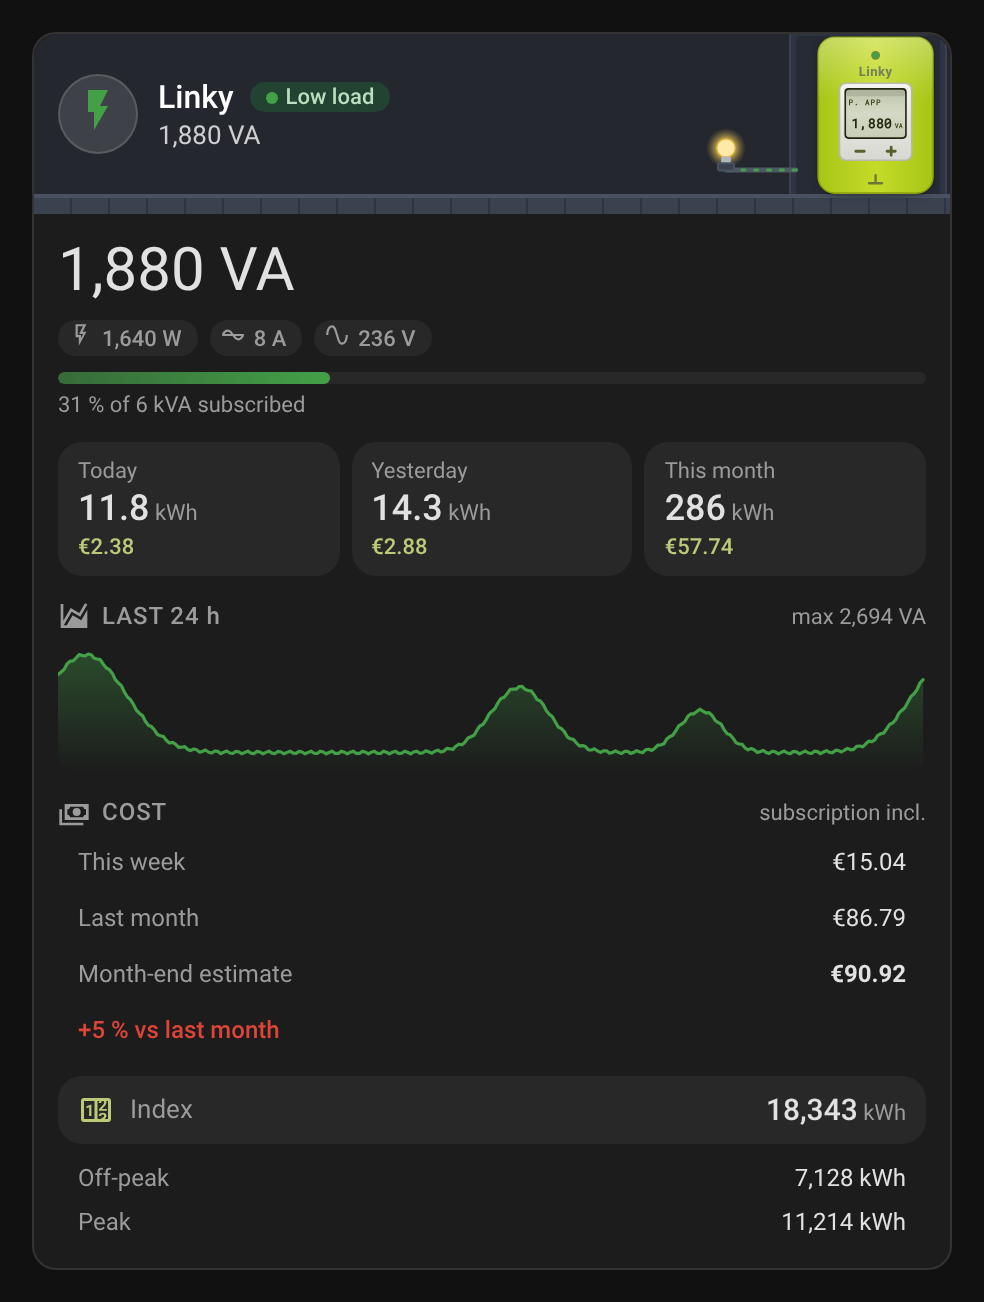 Linky
Low load
1,880 VA
Linky
P. APP
1,880 VA
1,880 VA
1,640 W
8 A
236 V
31 % of 6 kVA subscribed
Today
11.8 kWh
€2.38
Yesterday
14.3 kWh
€2.88
This month
286 kWh
€57.74
LAST 24 h
max 2,694 VA
COST
subscription incl.
This week
€15.04
Last month
€86.79
Month-end estimate
€90.92
+5 % vs last month
Index
18,343 kWh
Off-peak
7,128 kWh
Peak
11,214 kWh